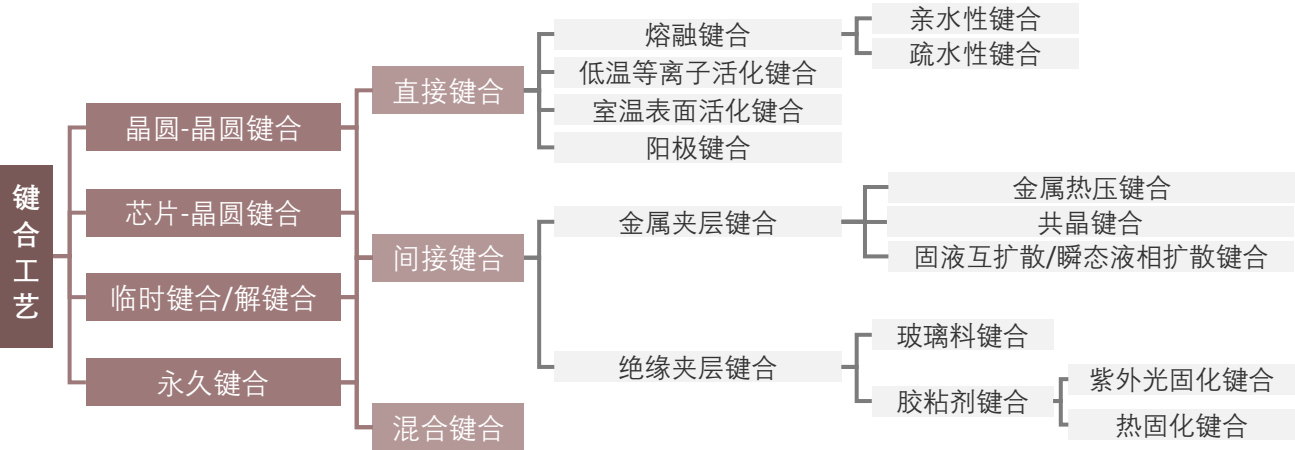 键合工艺
晶圆-晶圆键合
芯片-晶圆键合
临时键合/解键合
永久键合
直接键合
间接键合
混合键合
熔融键合
低温等离子活化键合
室温表面活化键合
阳极键合
亲水性键合
疏水性键合
金属夹层键合
绝缘夹层键合
金属热压键合
共晶键合
固液互扩散/瞬态液相扩散键合
玻璃料键合
胶粘剂键合
紫外光固化键合
热固化键合